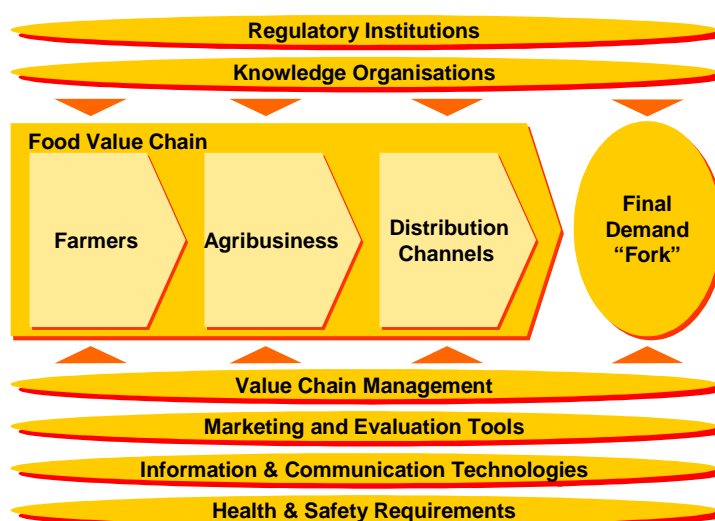 Regulatory Institutions
Knowledge Organisations
Food Value Chain
Farmers
Agribusiness
Distribution
Channels
Final
Demand
“Fork”
Value Chain Management
Marketing and Evaluation Tools
Information & Communication Technologies
Health & Safety Requirements